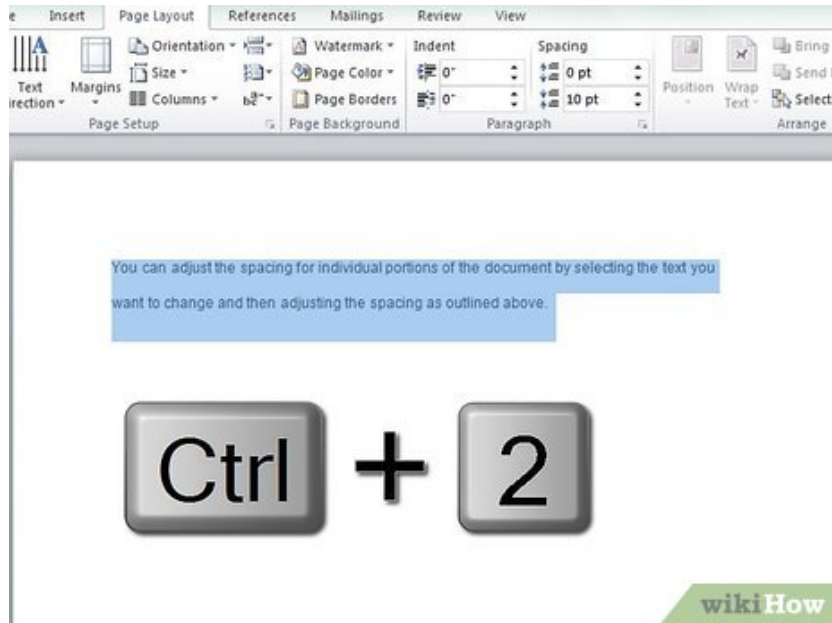 Insert Page Layout References Mailings Review View
Text Direction
Margins
Orientation
Size
Columns
Page Setup
Watermark
Page Color
Page Borders
Page Background
Indent
0"
0"
Spacing
0 pt
10 pt
Paragraph
Position
Wrap
Text
Bring
Send
Select
Arrange
You can adjust the spacing for individual portions of the document by selecting the text you
want to change and then adjusting the spacing as outlined above.
Ctrl + 2
wikiHow